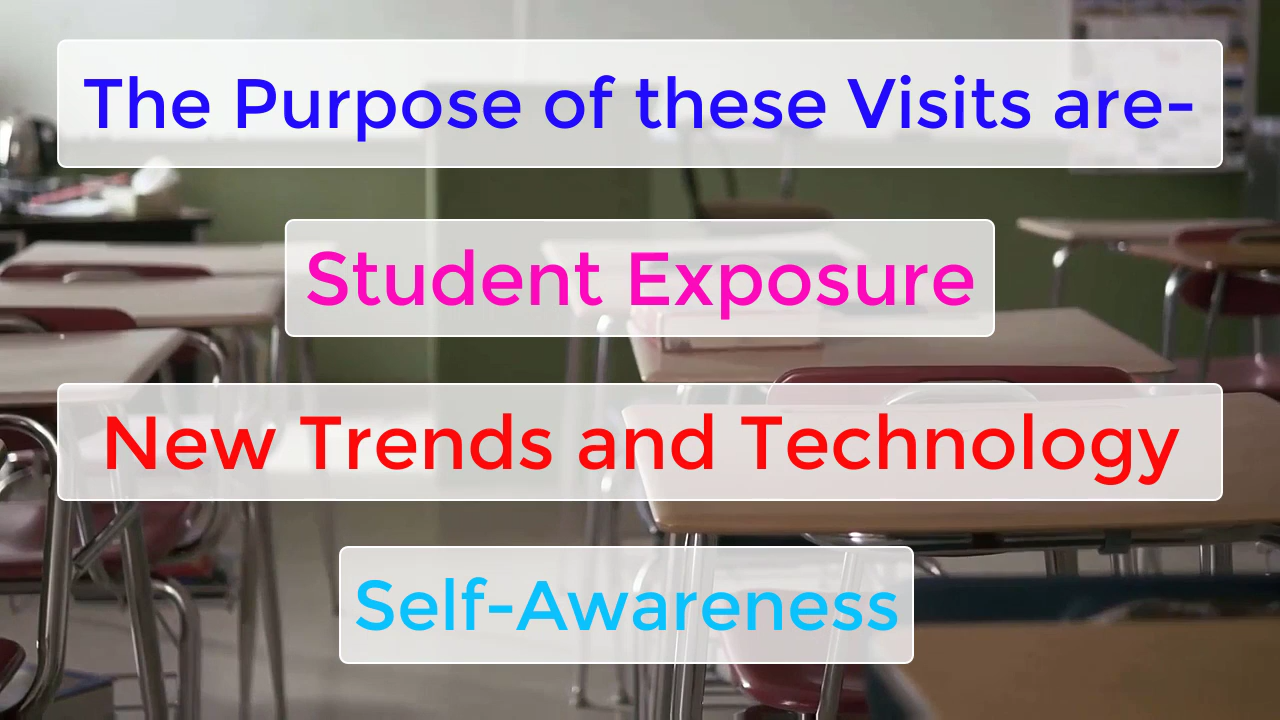 The Purpose of these Visits are-
Student Exposure
New Trends and Technology
Self-Awareness